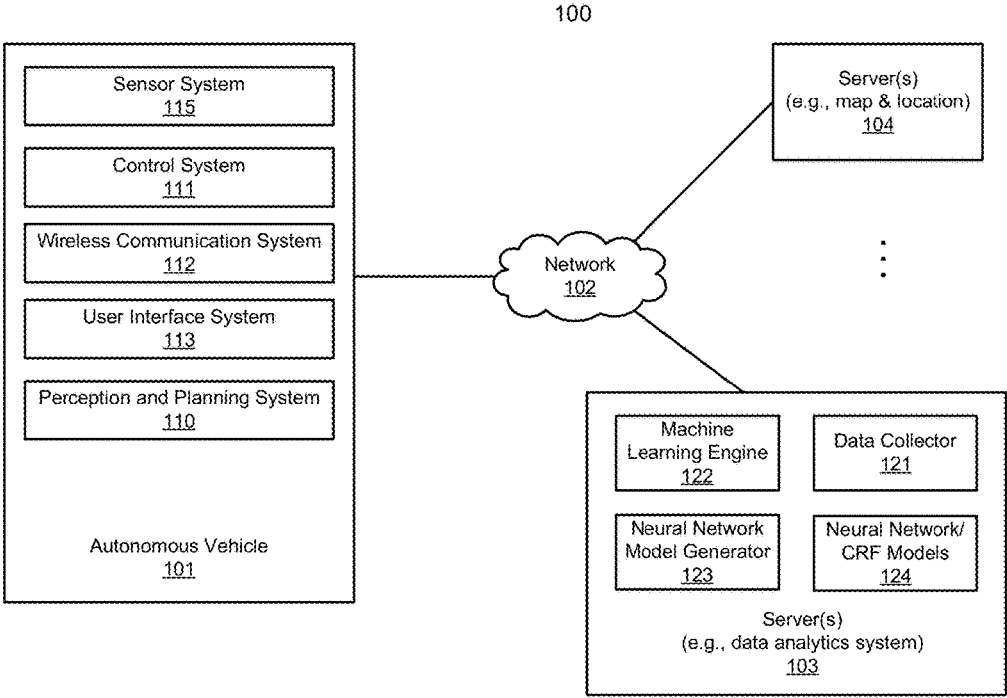 100
Sensor System
115
Control System
111
Wireless Communication System
112
User Interface System
113
Perception and Planning System
110
Autonomous Vehicle
101
Network
102
Server(s)
(e.g., map & location)
104
Machine
Learning Engine
122
Data Collector
121
Neural Network
Model Generator
123
Neural Network/
CRF Models
124
Server(s)
(e.g., data analytics system)
103